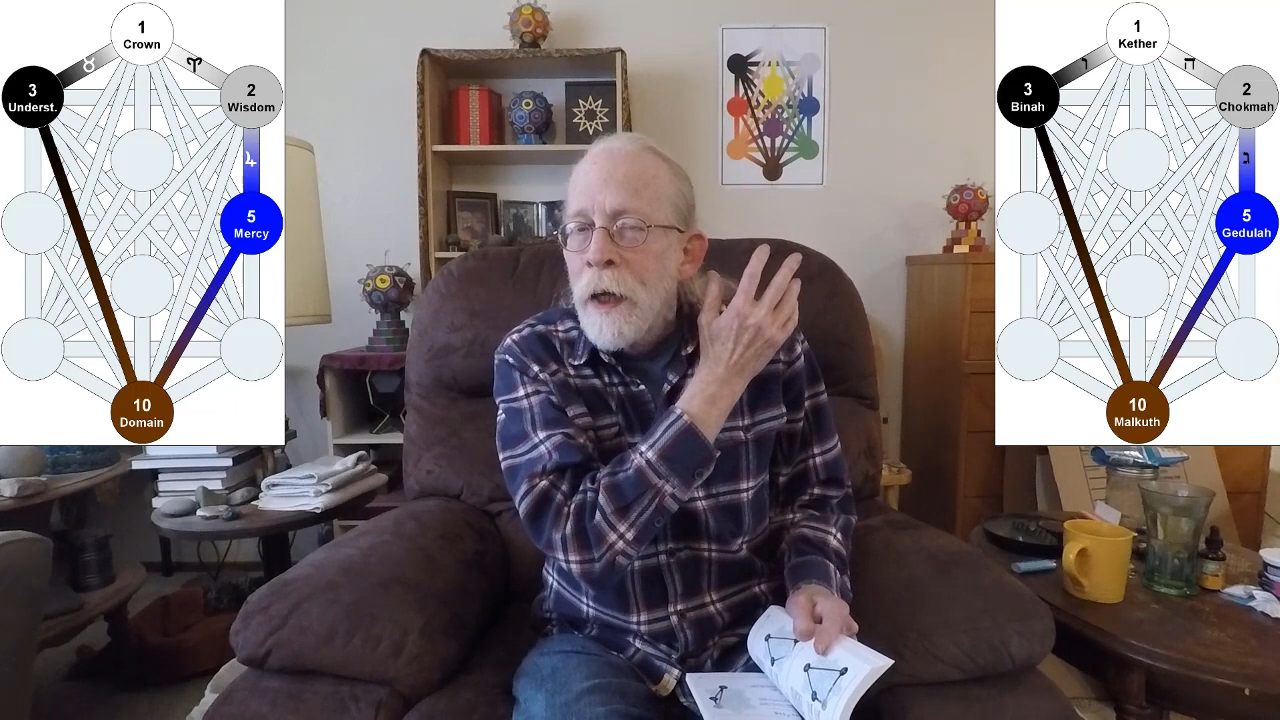 1
Crown
♉
♈
3
Underst.
2
Wisdom
♃
5
Mercy
10
Domain
1
Kether
ו
ה
3
Binah
2
Chokmah
ג
5
Gedulah
10
Malkuth